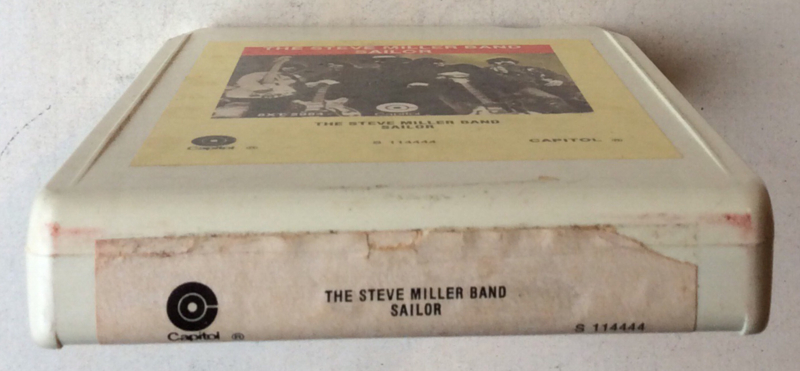 THE STEVE MILLER BAND
SAILOR
THE STEVE MILLER BAND
SAILOR
Capitol ®
S 114444
CAPITOL ®
THE STEVE MILLER BAND
SAILOR
Capitol ®
S 114444